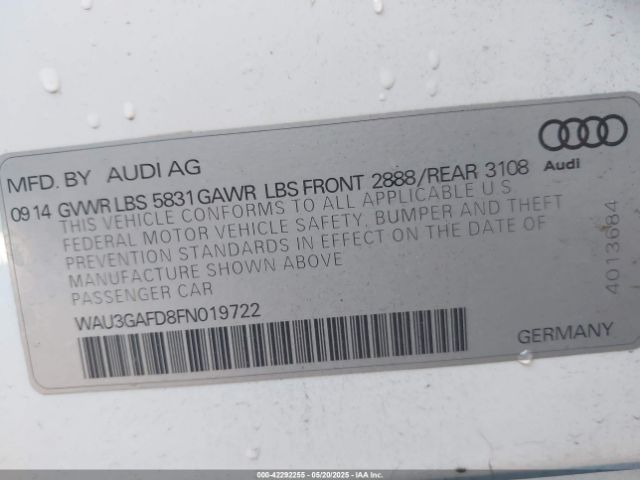 MFD. BY AUDI AG
Audi
09 14 GVWR LBS 5831 GAWR LBS FRONT 2888/REAR 3108
THIS VEHICLE CONFORMS TO ALL APPLICABLE U.S.
FEDERAL MOTOR VEHICLE SAFETY, BUMPER AND THEFT
PREVENTION STANDARDS IN EFFECT ON THE DATE OF
MANUFACTURE SHOWN ABOVE
PASSENGER CAR
WAU3GAFD8FN019722
GERMANY
4013684
000-42292255 - 05/20/2025 - IAA Inc.